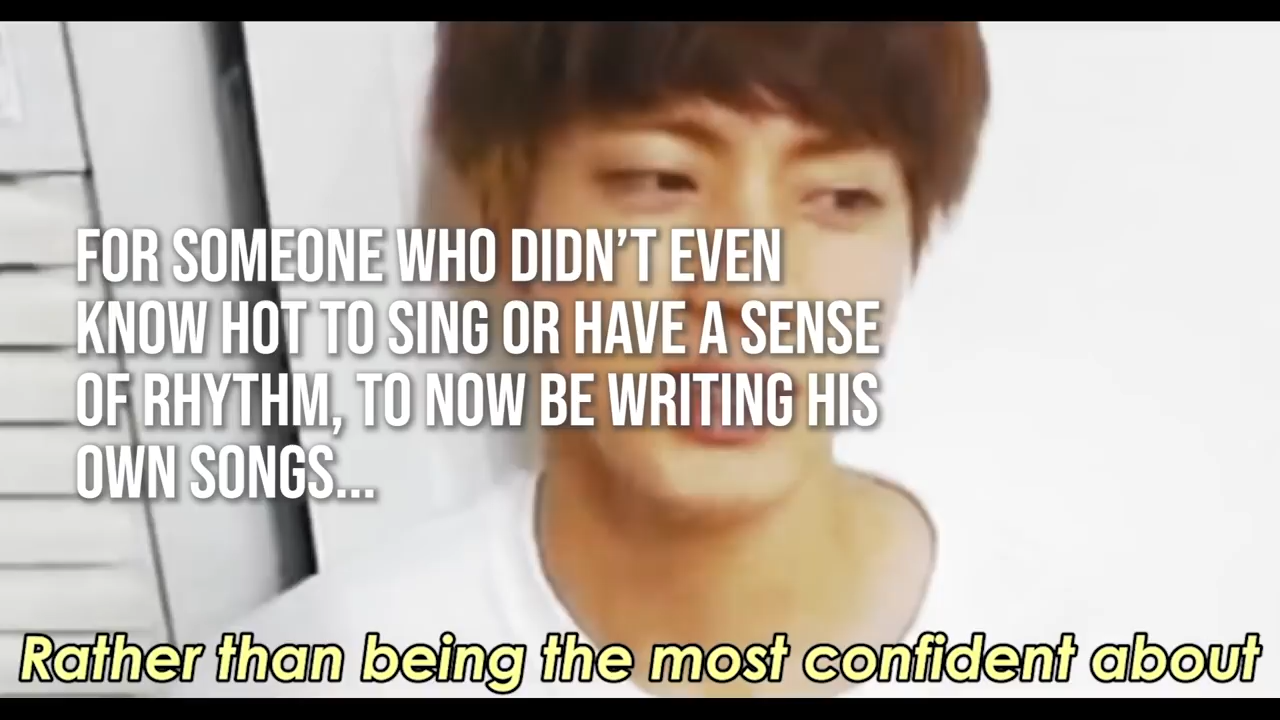 FOR SOMEONE WHO DIDN'T EVEN
KNOW HOT TO SING OR HAVE A SENSE
OF RHYTHM, TO NOW BE WRITING HIS
OWN SONGS...
Rather than being the most confident about